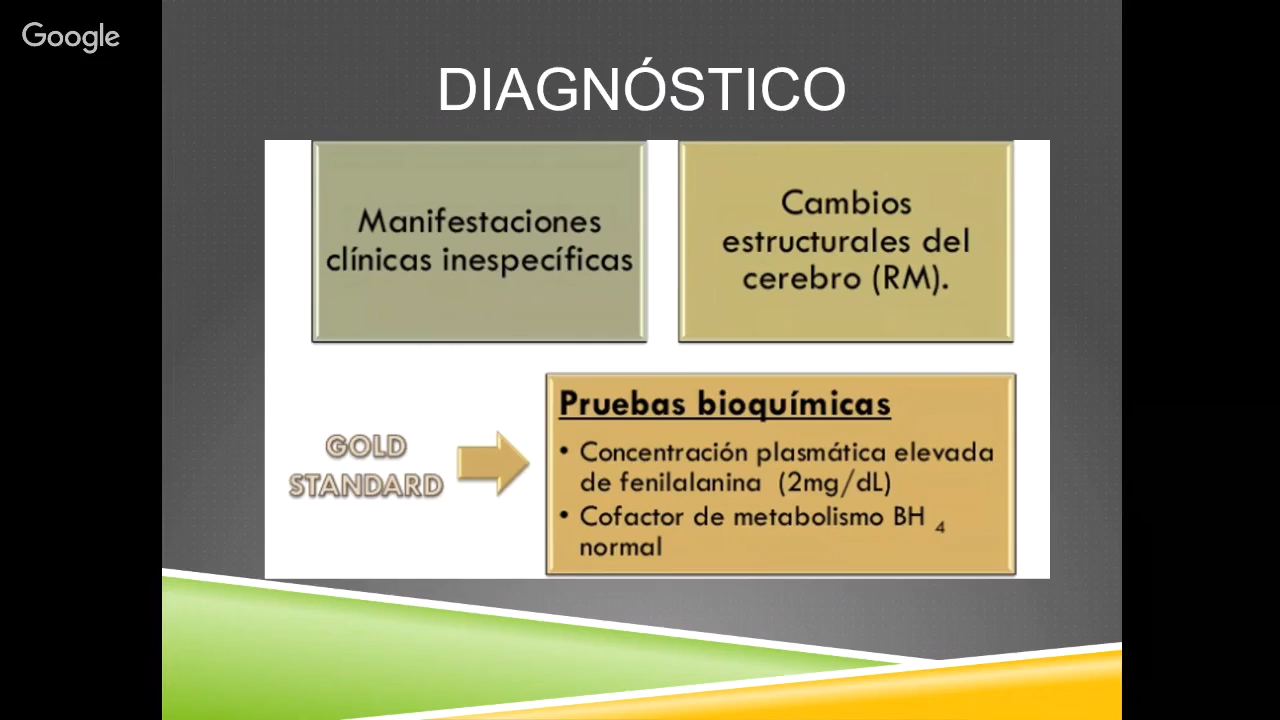 Google
DIAGNÓSTICO
Manifestaciones
clínicas inespecíficas
Cambios
estructurales del
cerebro (RM).
GOLD
STANDARD
Pruebas bioquímicas
• Concentración plasmática elevada
de fenilalanina (2mg/dL)
• Cofactor de metabolismo BH 4
normal